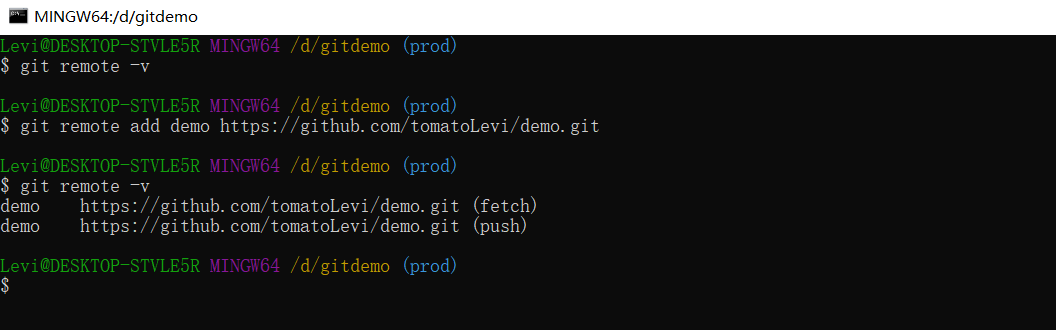 MINGW64:/d/gitdemo
Levi@DESKTOP-STVLE5R MINGW64 /d/gitdemo (prod)
$ git remote -v
Levi@DESKTOP-STVLE5R MINGW64 /d/gitdemo (prod)
$ git remote add demo https://github.com/tomatoLevi/demo.git
Levi@DESKTOP-STVLE5R MINGW64 /d/gitdemo (prod)
$ git remote -v
demo    https://github.com/tomatoLevi/demo.git (fetch)
demo    https://github.com/tomatoLevi/demo.git (push)
Levi@DESKTOP-STVLE5R MINGW64 /d/gitdemo (prod)
$